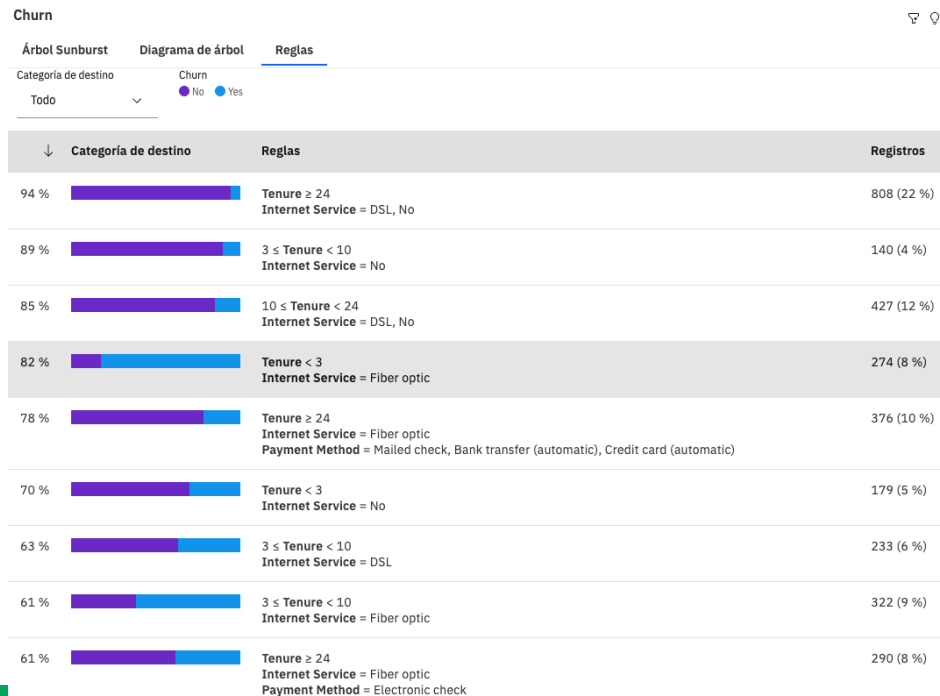 Churn
Árbol Sunburst Diagrama de árbol Reglas
Categoría de destino Churn
Todo No Yes
Categoría de destino Reglas Registros
94 % Tenure ≥ 24 808 (22 %)
Internet Service = DSL, No
89 % 3 ≤ Tenure < 10 140 (4 %)
Internet Service = No
85 % 10 ≤ Tenure < 24 427 (12 %)
Internet Service = DSL, No
82 % Tenure < 3 274 (8 %)
Internet Service = Fiber optic
78 % Tenure ≥ 24 376 (10 %)
Internet Service = Fiber optic
Payment Method = Mailed check, Bank transfer (automatic), Credit card (automatic)
70 % Tenure < 3 179 (5 %)
Internet Service = No
63 % 3 ≤ Tenure < 10 233 (6 %)
Internet Service = DSL
61 % 3 ≤ Tenure < 10 322 (9 %)
Internet Service = Fiber optic
61 % Tenure ≥ 24 290 (8 %)
Internet Service = Fiber optic
Payment Method = Electronic check